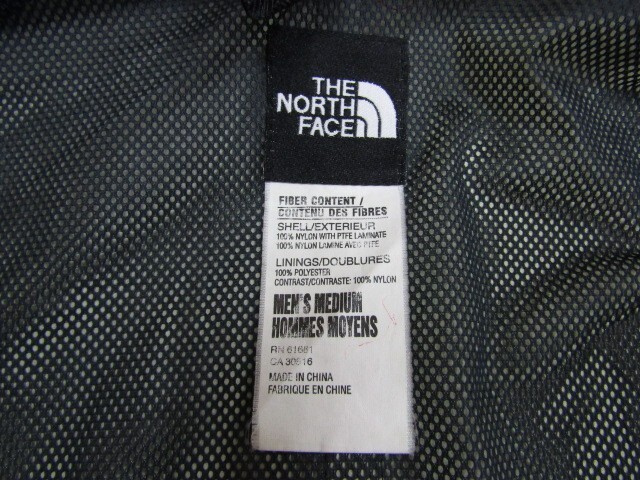 THE
NORTH
FACE
FIBER CONTENT /
CONTENU DES FIBRES
SHELL/EXTERIEUR
100% NYLON WITH PTFE LAMINATE
100% NYLON LAMINE AVEC PTFE
LININGS/DOUBLURES
100% POLYESTER
CONTRAST/CONTRASTE: 100% NYLON
MEN'S MEDIUM
HOMMES MOYENS
RN 61661
CA 30516
MADE IN CHINA
FABRIQUE EN CHINE